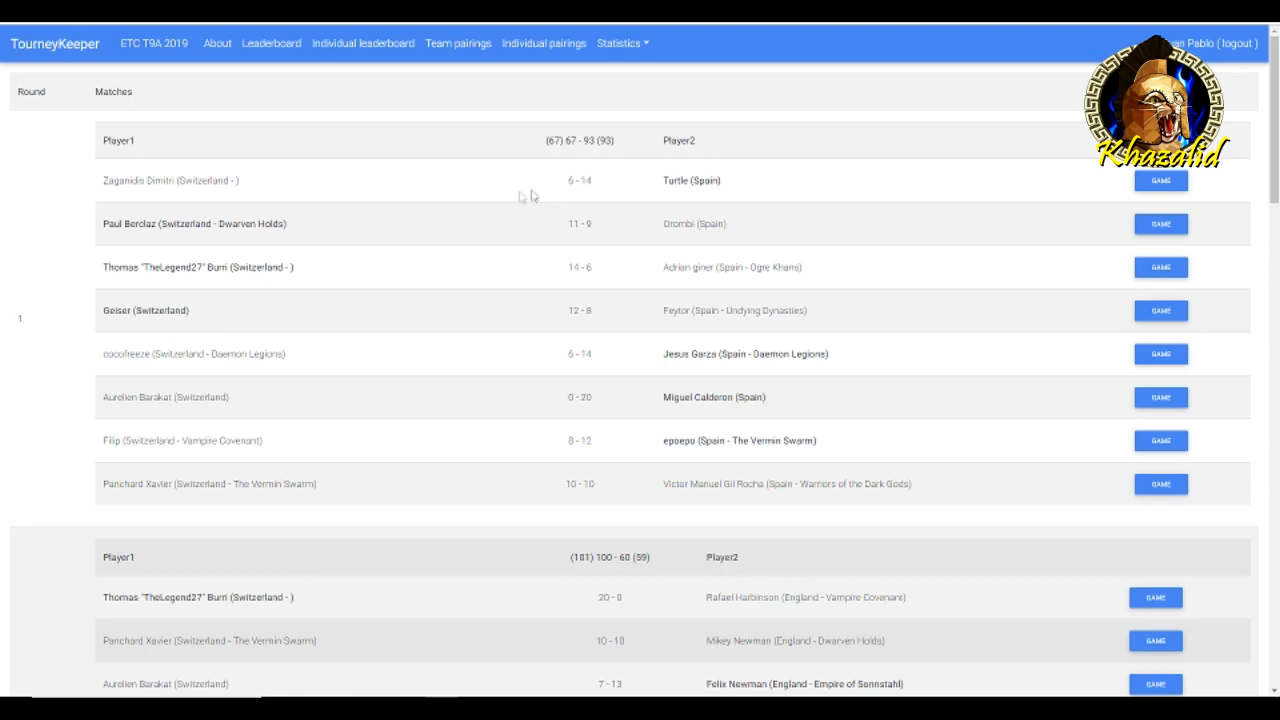 TourneyKeeper ETC T9A 2019 About Leaderboard Individual leaderboard Team pairings Individual pairings Statistics Pablo ( logout )
Khazalid
Round Matches
Player1 (67) 67 - 93 (93) Player2
Zaganidis Dimitri (Switzerland - ) 6 - 14 Turtle (Spain) GAME
Paul Berclaz (Switzerland - Dwarven Holds) 11 - 9 Orombi (Spain) GAME
Thomas "TheLegend27" Burri (Switzerland - ) 14 - 6 Adrian giner (Spain - Ogre Khans) GAME
Geiser (Switzerland) 12 - 8 Feytor (Spain - Undying Dynasties) GAME
1
cocofreeze (Switzerland - Daemon Legions) 6 - 14 Jesus Garza (Spain - Daemon Legions) GAME
Aurelien Barakat (Switzerland) 0 - 20 Miguel Calderon (Spain) GAME
Filip (Switzerland - Vampire Covenant) 8 - 12 epoepo (Spain - The Vermin Swarm) GAME
Panchard Xavier (Switzerland - The Vermin Swarm) 10 - 10 Victor Manuel Gil Rocha (Spain - Warriors of the Dark Gods) GAME
Player1 (101) 100 - 60 (59) Player2
Thomas "TheLegend27" Burri (Switzerland - ) 20 - 0 Rafael Harbinson (England - Vampire Covenant) GAME
Panchard Xavier (Switzerland - The Vermin Swarm) 10 - 10 Mikey Newman (England - Dwarven Holds) GAME
Aurelien Barakat (Switzerland) 7 - 13 Felix Newman (England - Empire of Sonnstahl) GAME